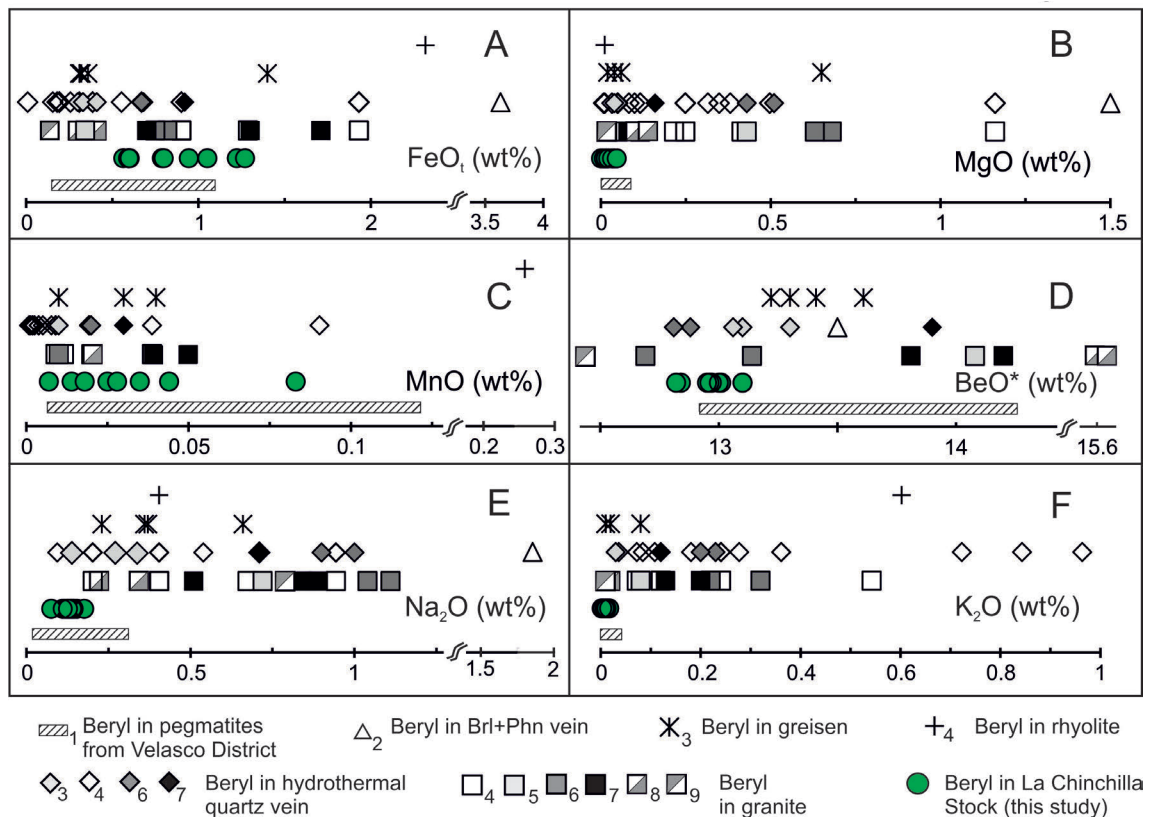 A
FeOt (wt%)
0 1 2 3.5 4
B
MgO (wt%)
0 0.5 1 1.5
C
MnO (wt%)
0 0.05 0.1 0.2 0.3
D
BeO* (wt%)
13 14 15.6
E
Na2O (wt%)
0 0.5 1 1.5 2
F
K2O (wt%)
0 0.2 0.4 0.6 0.8 1
1 Beryl in pegmatites
from Velasco District
2 Beryl in Brl+Phn vein
3 Beryl in greisen
4 Beryl in rhyolite
3 4 6 7 Beryl in hydrothermal
quartz vein
4 5 6 7 8 9 Beryl
in granite
Beryl in La Chinchilla
Stock (this study)